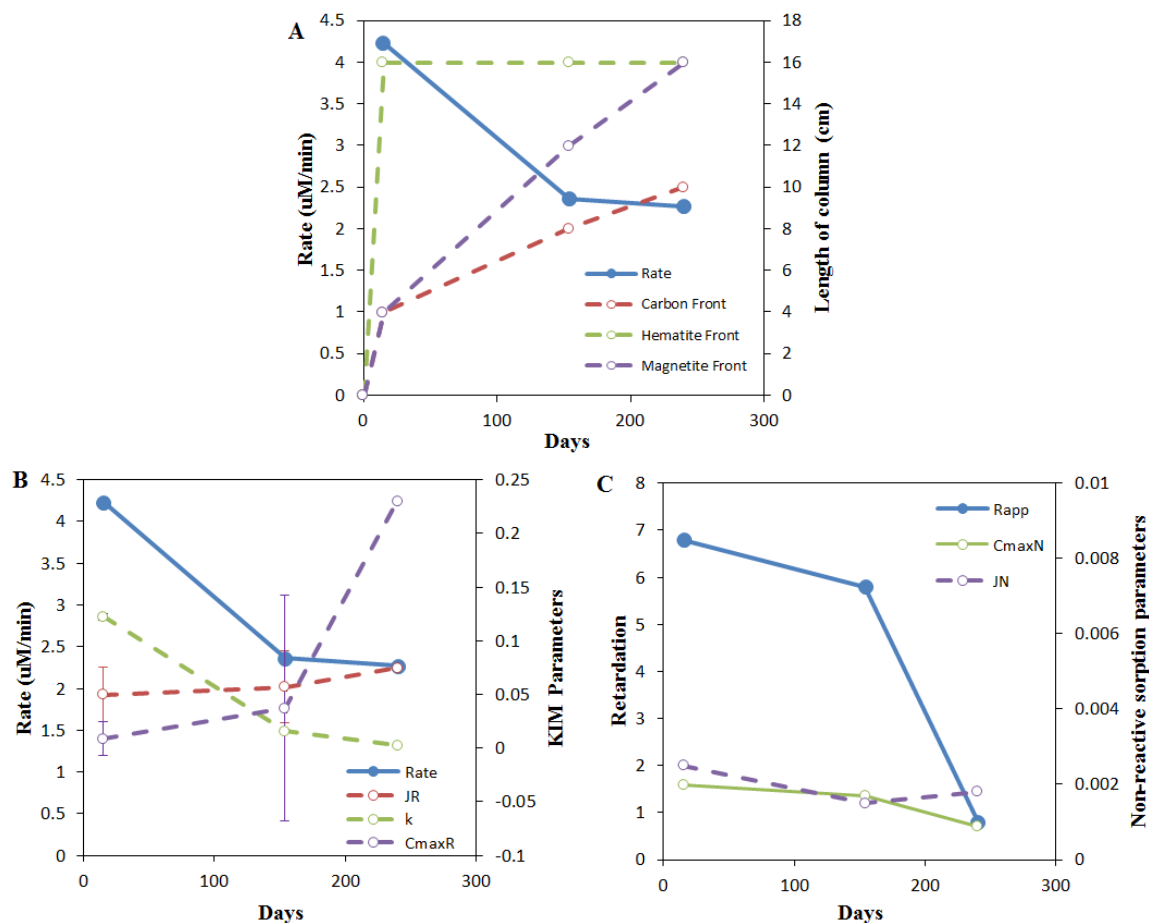 A
4.5
4
3.5
3
2.5
2
1.5
1
0.5
0
Rate (uM/min)
18
16
14
12
10
8
6
4
2
0
Length of column (cm)
Rate
Carbon Front
Hematite Front
Magnetite Front
0
100
200
300
Days
B
4.5
4
3.5
3
2.5
2
1.5
1
0.5
0
Rate (uM/min)
0.25
0.2
0.15
0.1
0.05
0
-0.05
-0.1
KIM Parameters
Rate
JR
k
CmaxR
0
100
200
300
Days
C
8
7
6
5
4
3
2
1
0
Retardation
0.01
0.008
0.006
0.004
0.002
0
Non-reactive sorption parameters
Rapp
CmaxN
JN
0
100
200
300
Days